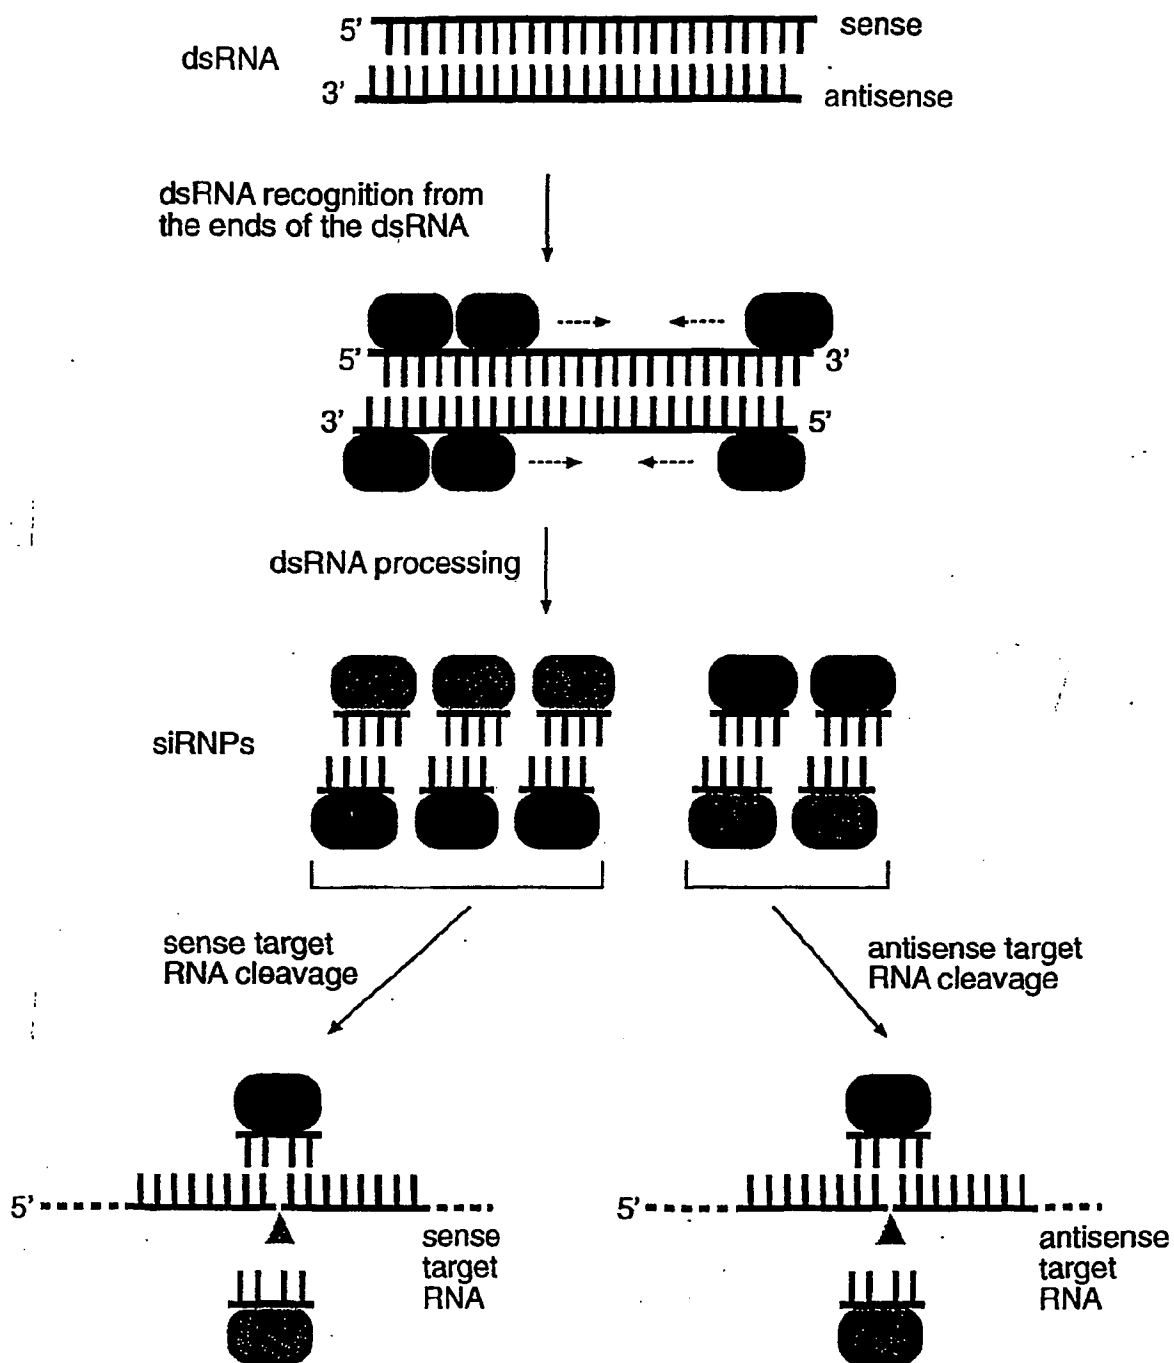 5' sense
dsRNA
3' antisense
dsRNA recognition from
the ends of the dsRNA
5' 3'
3' 5'
dsRNA processing
siRNPs
sense target
RNA cleavage
antisense target
RNA cleavage
5'
sense
target
RNA
5'
antisense
target
RNA